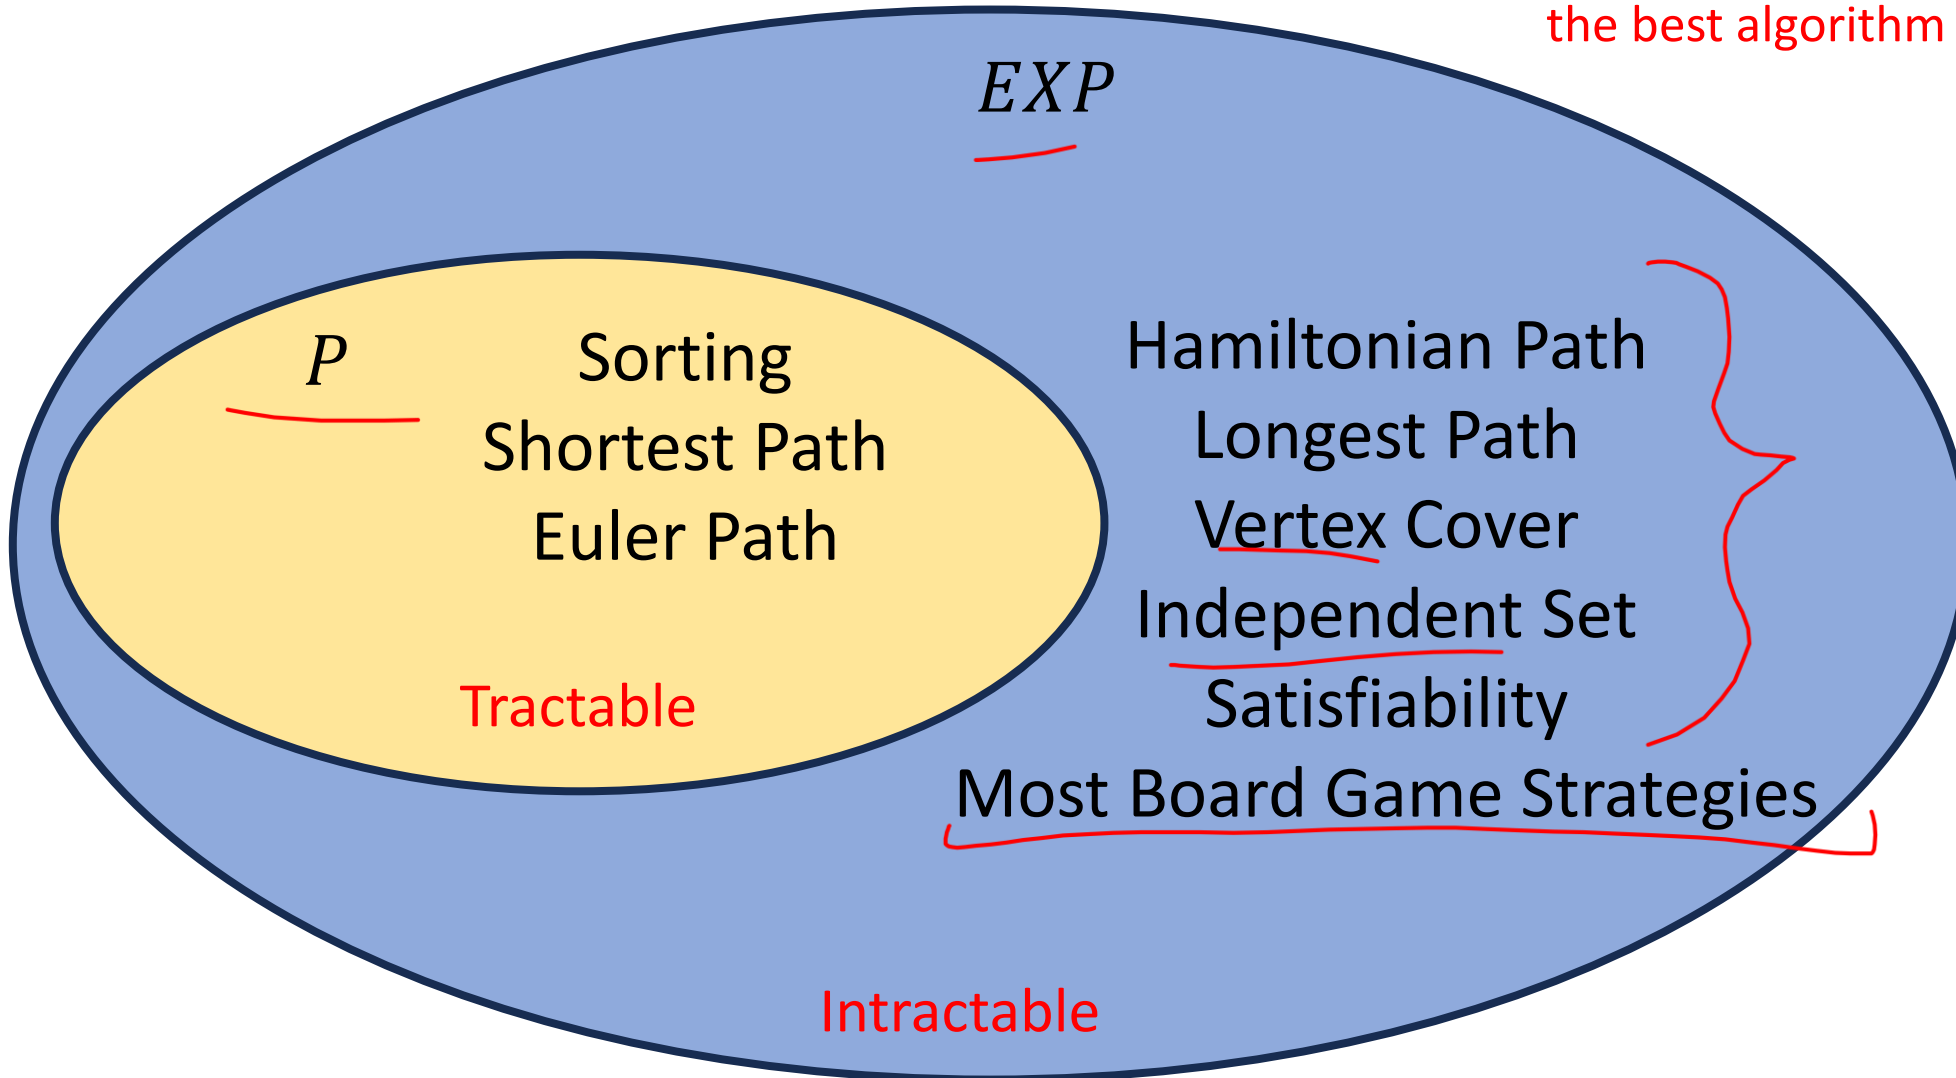 the best algorithm
EXP
P
Sorting
Shortest Path
Euler Path
Tractable
Hamiltonian Path
Longest Path
Vertex Cover
Independent Set
Satisfiability
Most Board Game Strategies
Intractable